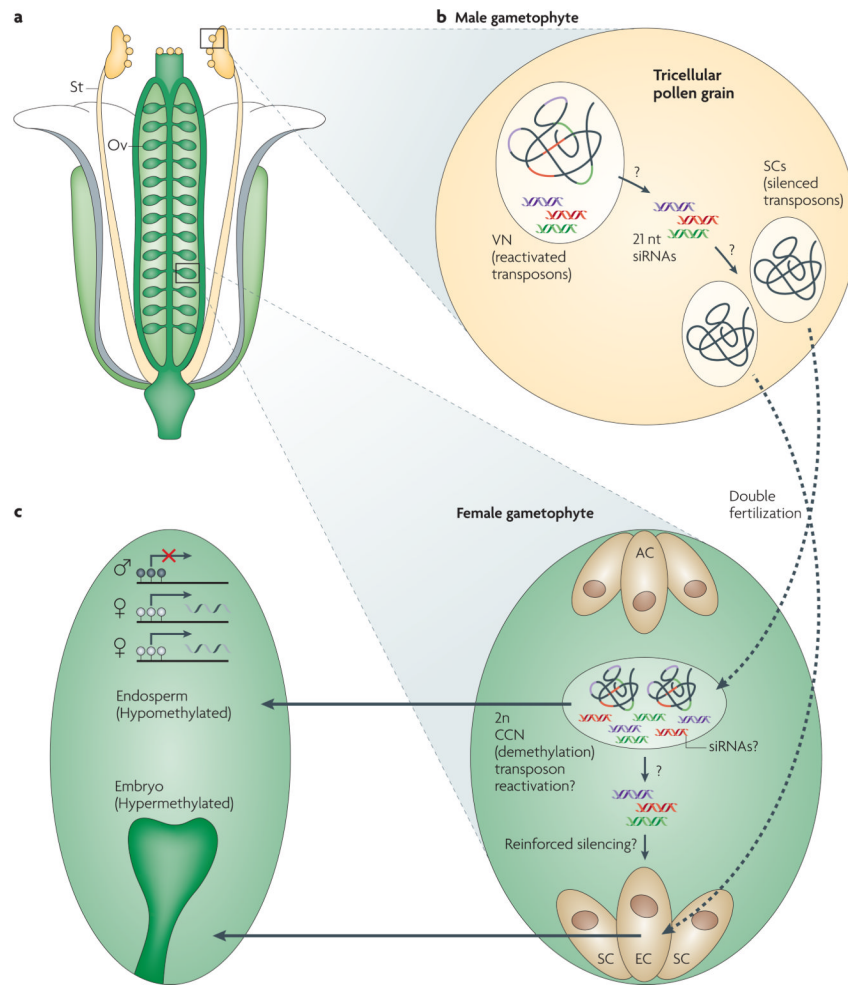 a
St
Ov
b Male gametophyte
Tricellular
pollen grain
?
VN
(reactivated
transposons)
21 nt
siRNAs
?
SCs
(silenced
transposons)
Double
fertilization
c
♂
♀
♀
Endosperm
(Hypomethylated)
Embryo
(Hypermethylated)
Female gametophyte
AC
2n
CCN
(demethylation)
transposon
reactivation?
siRNAs?
?
Reinforced silencing?
SC
EC
SC